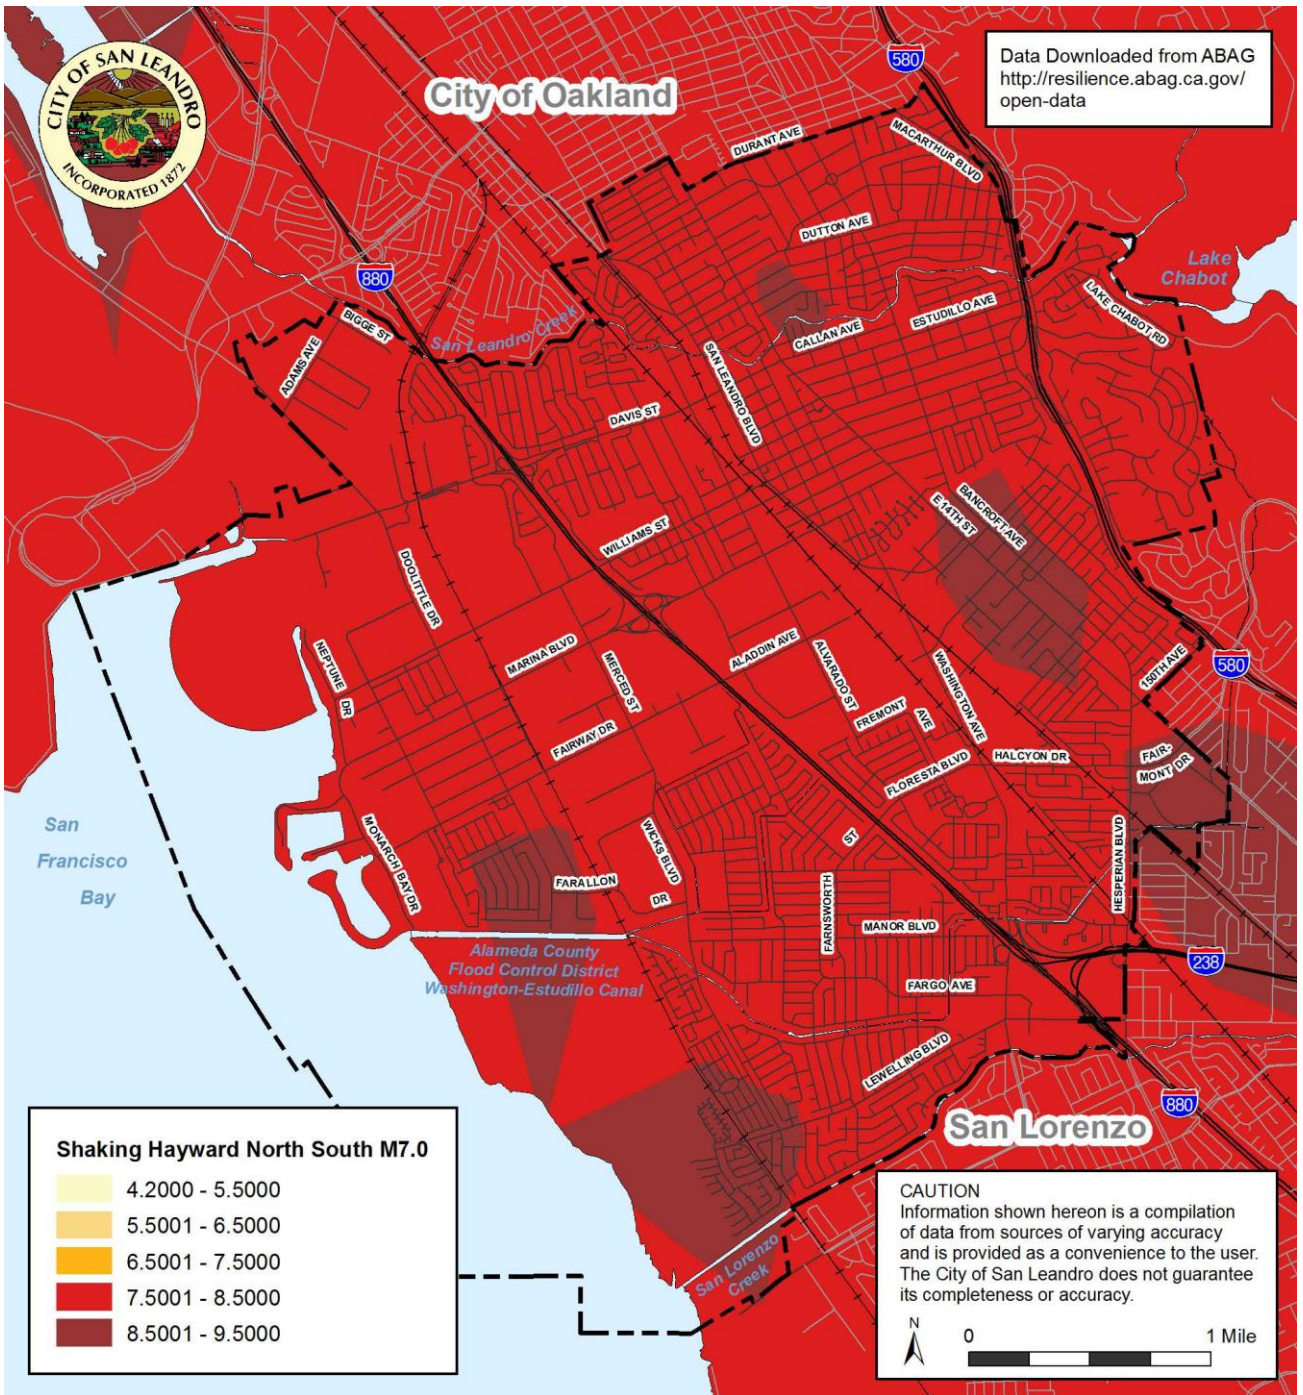 CITY OF SAN LEANDRO
INCORPORATED 1872
City of Oakland
580
Data Downloaded from ABAG
http://resilience.abag.ca.gov/
open-data
DURANT AVE
MACARTHUR BLVD
DUTTON AVE
Lake
Chabot
880
LAKE CHABOT RD
BIGGE ST
San Leandro Creek
ESTUDILLO AVE
CALLAN AVE
ADAMS AVE
SAN LEANDRO BLVD
DAVIS ST
BANCROFT AVE
E 14TH ST
WILLIAMS ST
DOOLITTLE DR
MARINA BLVD
MERCED ST
ALADDIN AVE
ALVARADO ST
WASHINGTON AVE
150TH AVE
580
NEPTUNE DR
FREMONT AVE
FAIRWAY DR
HALCYON DR
FAIR-
MONT DR
FLORESTA BLVD
San
Francisco
Bay
MONARCH BAY DR
WICKS BLVD
ST
HESPERIAN BLVD
FARALLON DR
FARNSWORTH
MANOR BLVD
238
Alameda County
Flood Control District
Washington-Estudillo Canal
FARGO AVE
LEWELLING BLVD
880
San Lorenzo
San Lorenzo
Creek
Shaking Hayward North South M7.0
4.2000 - 5.5000
5.5001 - 6.5000
6.5001 - 7.5000
7.5001 - 8.5000
8.5001 - 9.5000
CAUTION
Information shown hereon is a compilation
of data from sources of varying accuracy
and is provided as a convenience to the user.
The City of San Leandro does not guarantee
its completeness or accuracy.
N
0 1 Mile